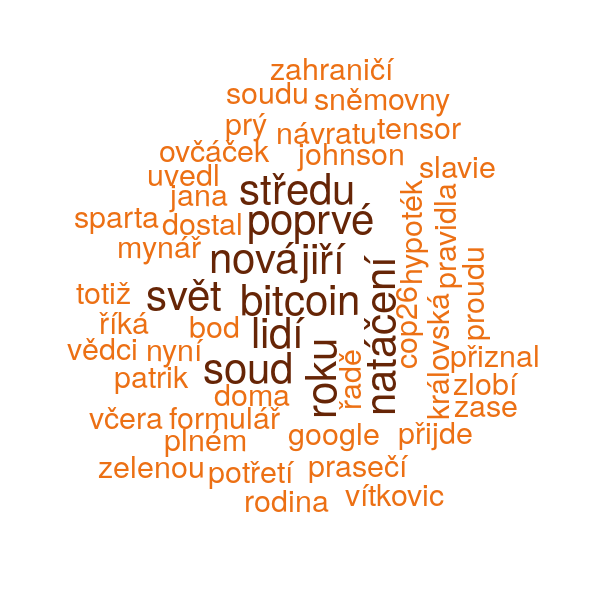 zahraničí
soudu
sněmovny
prý
návratu
tensor
ovčáček
johnson
slavie
uvedl
středu
jana
hypoték
pravidla
sparta
dostal
poprvé
mynář
nová
jiří
natáčení
proudu
totiž
svět
bitcoin
cop26
královská
říká
bod
lidí
vědci
nyní
soud
roku
řadě
přiznal
patrik
doma
zlobí
včera
formulář
zase
plném
google
přijde
zelenou
potřetí
prasečí
rodina
vítkovic